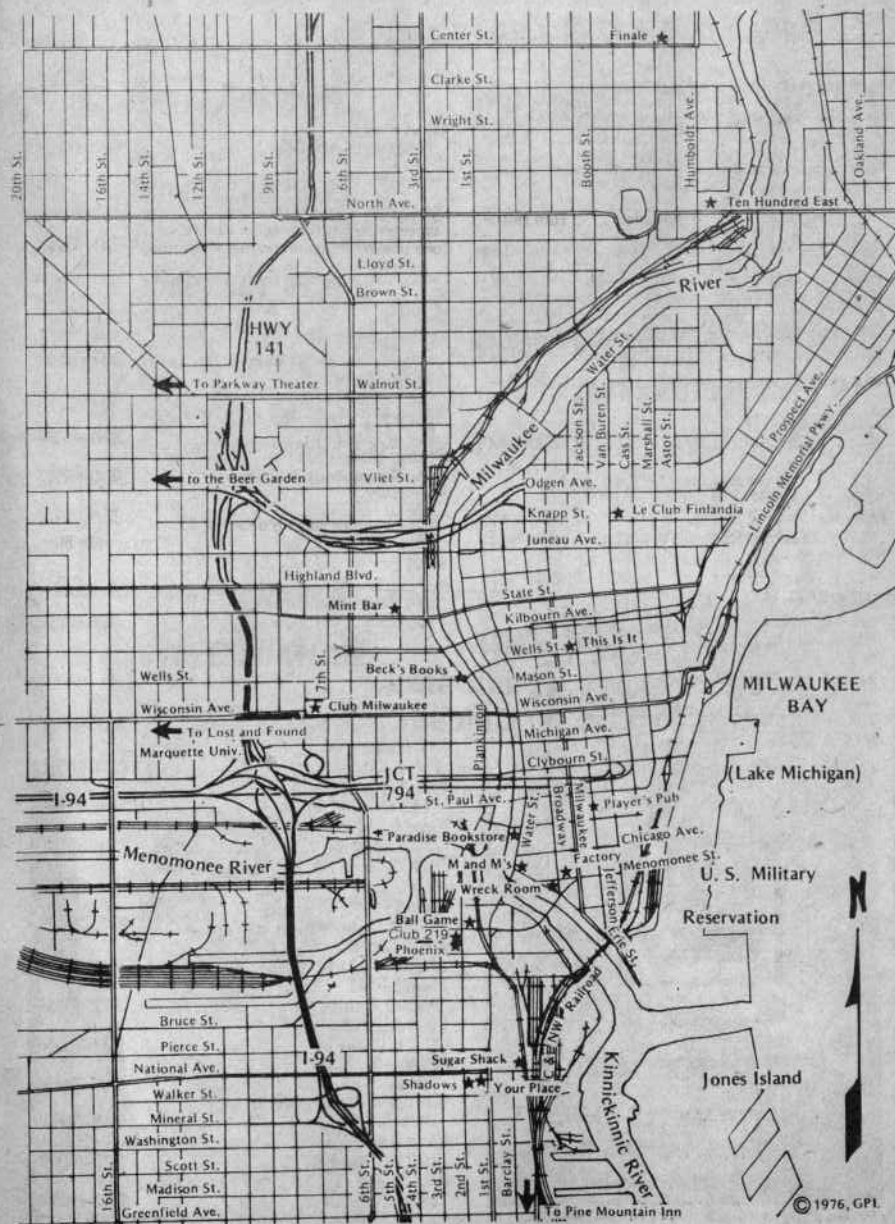 Center St.
Finale
Clarke St.
Wright St.
20th St.
16th St.
14th St.
12th St.
9th St.
6th St.
3rd St.
1st St.
Booth St.
Humboldt Ave.
Oakland Ave.
North Ave.
Ten Hundred East
Lloyd St.
Brown St.
River
HWY
141
Water St.
To Parkway Theater
Walnut St.
Prospect Ave.
Lincoln Memorial Pkwy.
Jackson St.
Van Buren St.
Cass St.
Marshall St.
Astor St.
Milwaukee
to the Beer Garden
Vliet St.
Odgen Ave.
Knapp St.
Le Club Finlandia
Juneau Ave.
Highland Blvd.
State St.
Mint Bar
Kilbourn Ave.
Wells St.
This Is It
Beck's Books
Mason St.
Wells St.
7th St.
Wisconsin Ave.
MILWAUKEE
BAY
Wisconsin Ave.
Club Milwaukee
Plankinton
Michigan Ave.
To Lost and Found
Marquette Univ.
Clybourn St.
JCT
794
(Lake Michigan)
I-94
St. Paul Ave.
Water St.
Broadway
Milwaukee
Player's Pub
Paradise Bookstore
Chicago Ave.
Menomonee River
M and M's
Factory
Menomonee St.
Wreck Room
Jefferson
Erie St.
U. S. Military
Reservation
N
Ball Game
Club 219
Phoenix
Bruce St.
Pierce St.
National Ave.
I-94
Sugar Shack
C&NW Railroad
Kinnickinnic River
Jones Island
Shadows
Your Place
Walker St.
Mineral St.
Washington St.
Scott St.
Madison St.
Greenfield Ave.
16th St.
6th St.
5th St.
4th St.
3rd St.
2nd St.
1st St.
Barclay St.
To Pine Mountain Inn
© 1976, GPL